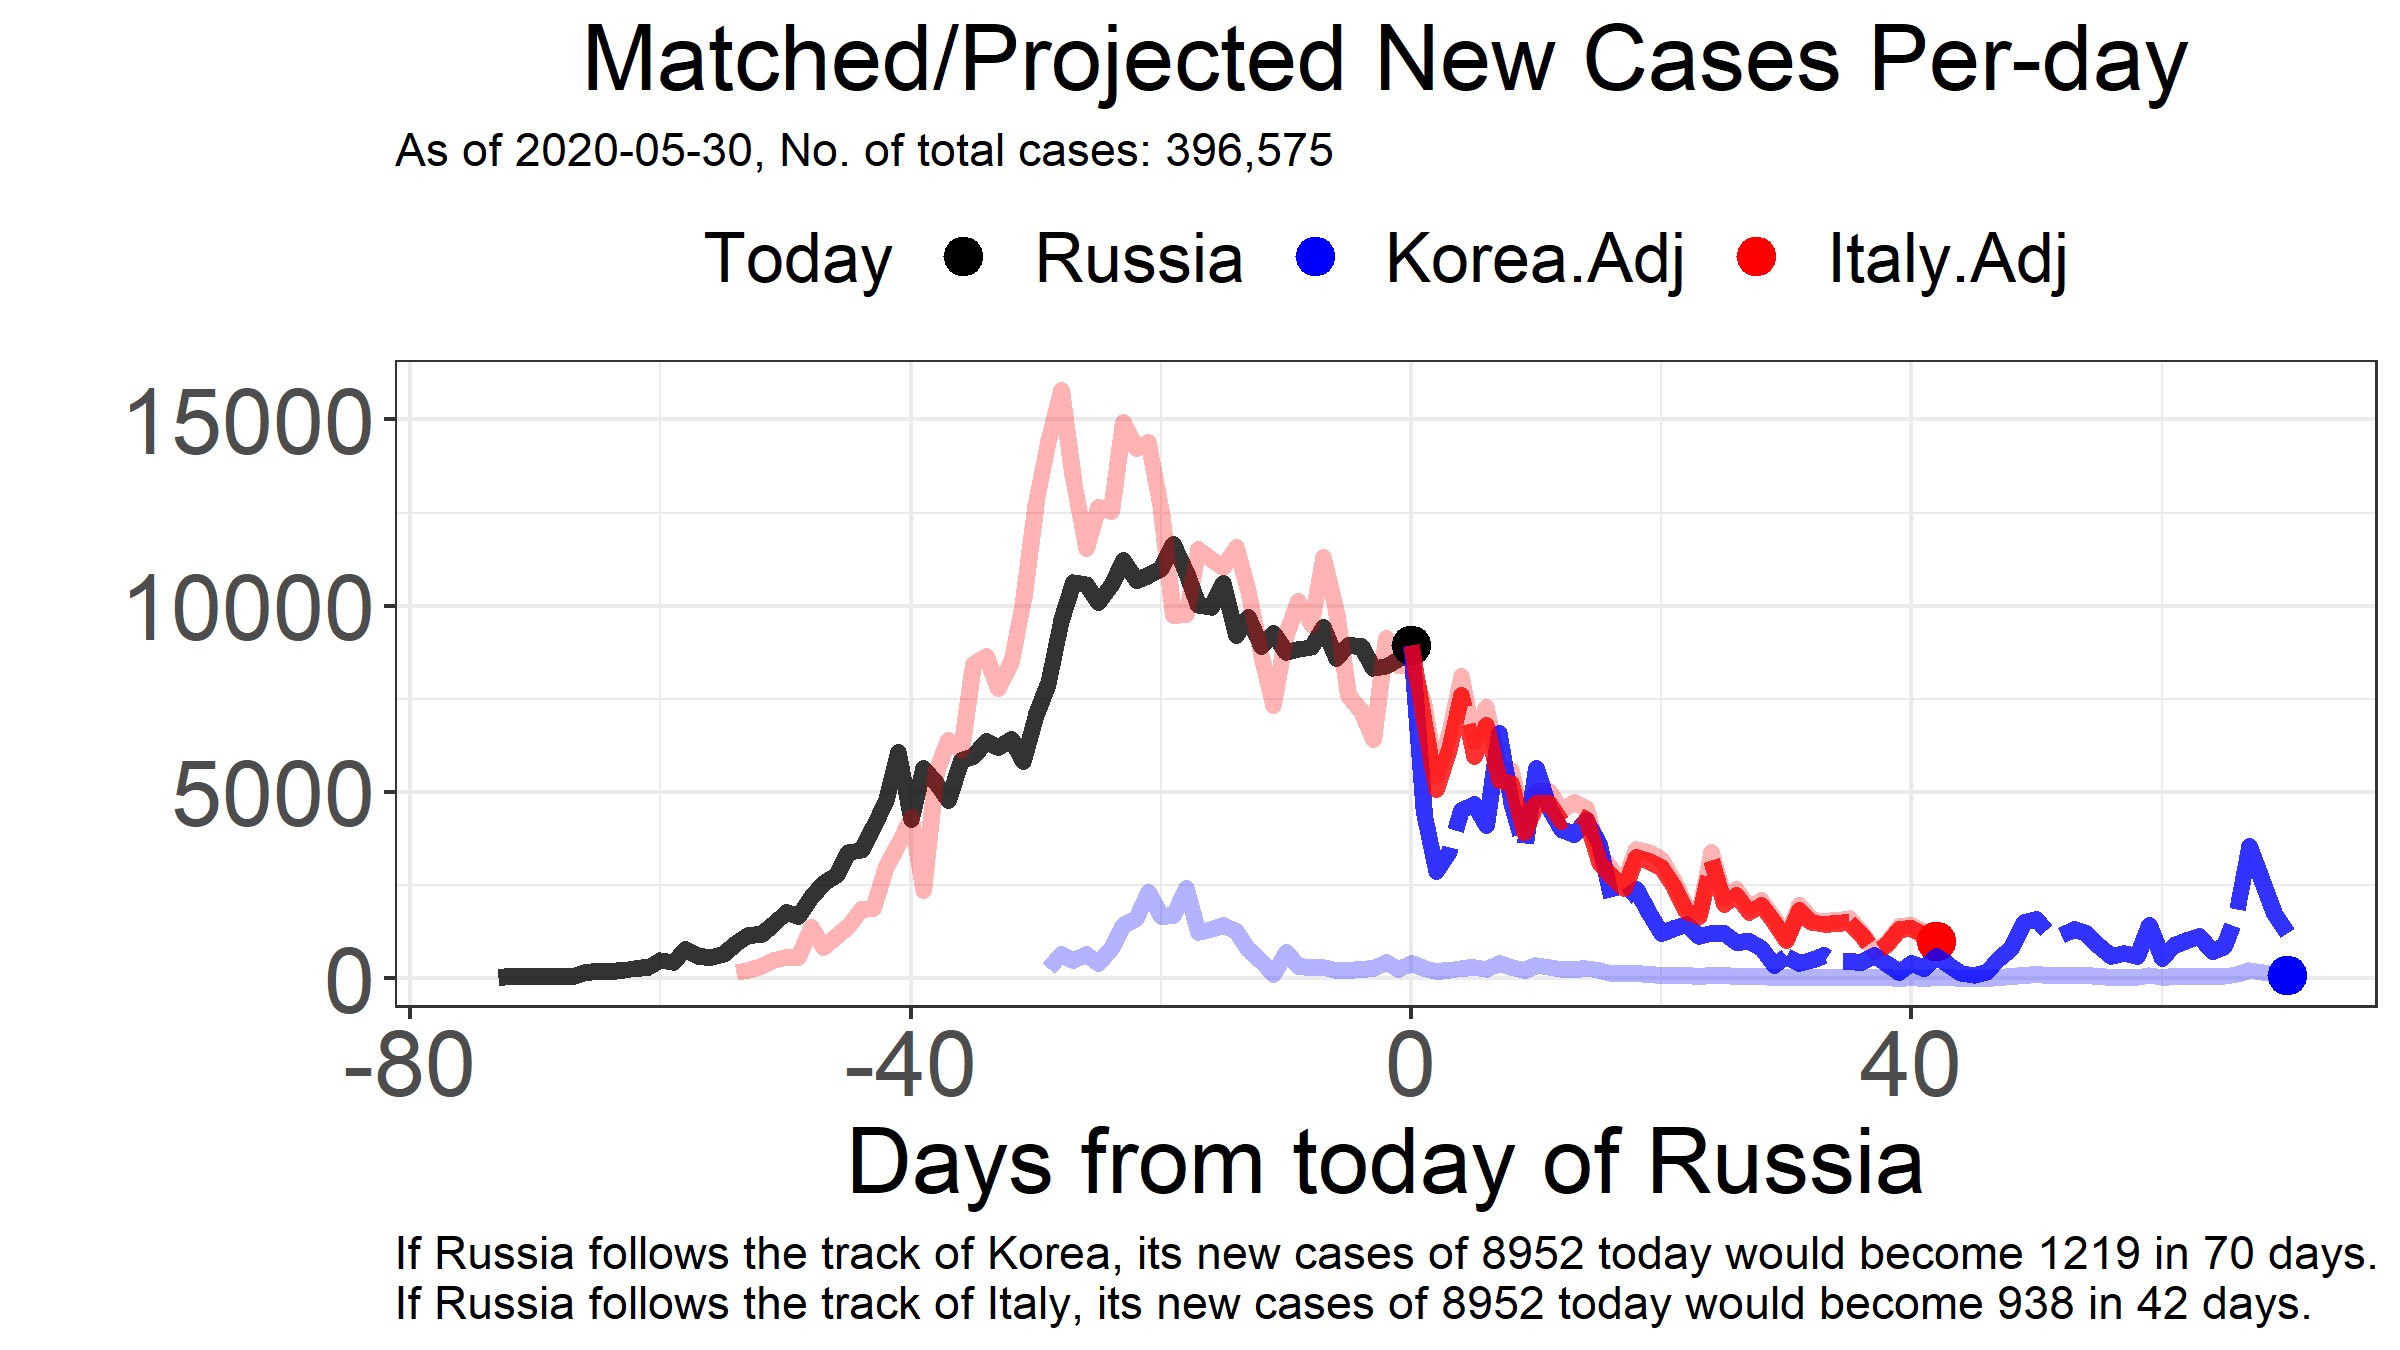 Matched/Projected New Cases Per-day
As of 2020-05-30, No. of total cases: 396,575
Today Russia Korea.Adj Italy.Adj
15000
10000
5000
0
-80 -40 0 40
Days from today of Russia
If Russia follows the track of Korea, its new cases of 8952 today would become 1219 in 70 days.
If Russia follows the track of Italy, its new cases of 8952 today would become 938 in 42 days.